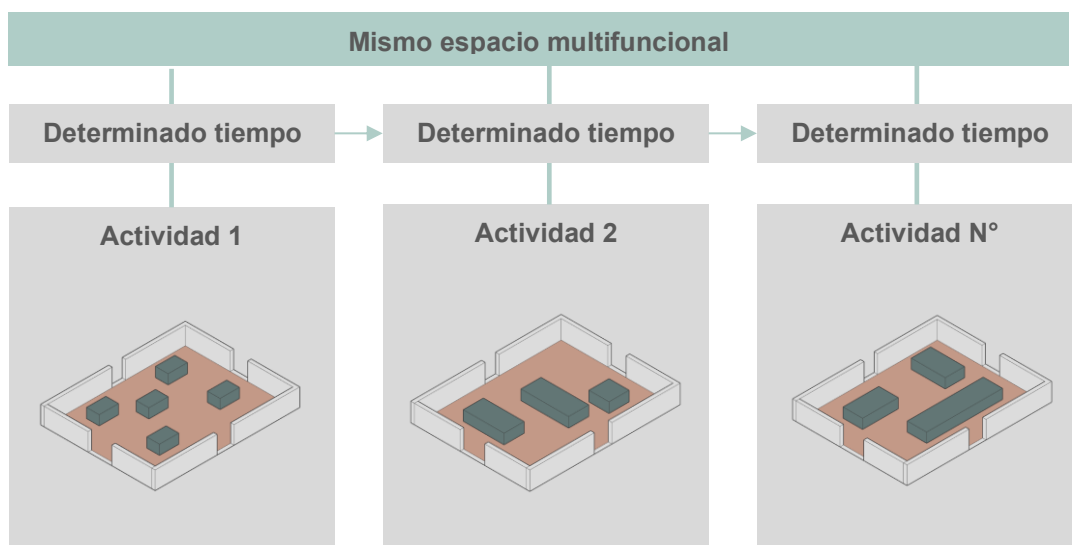 Mismo espacio multifuncional
Determinado tiempo
Determinado tiempo
Determinado tiempo
Actividad 1
Actividad 2
Actividad N°